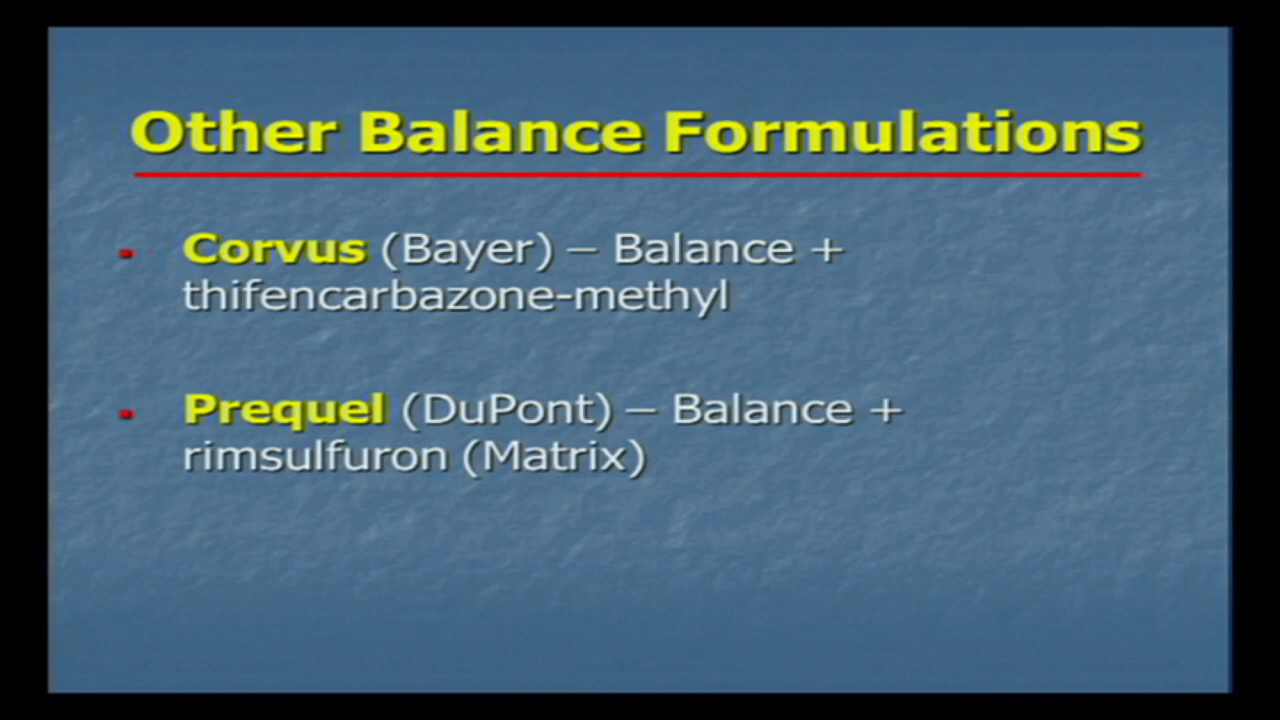 Other Balance Formulations
Corvus (Bayer) – Balance +
thifencarbazone-methyl
Prequel (DuPont) – Balance +
rimsulfuron (Matrix)